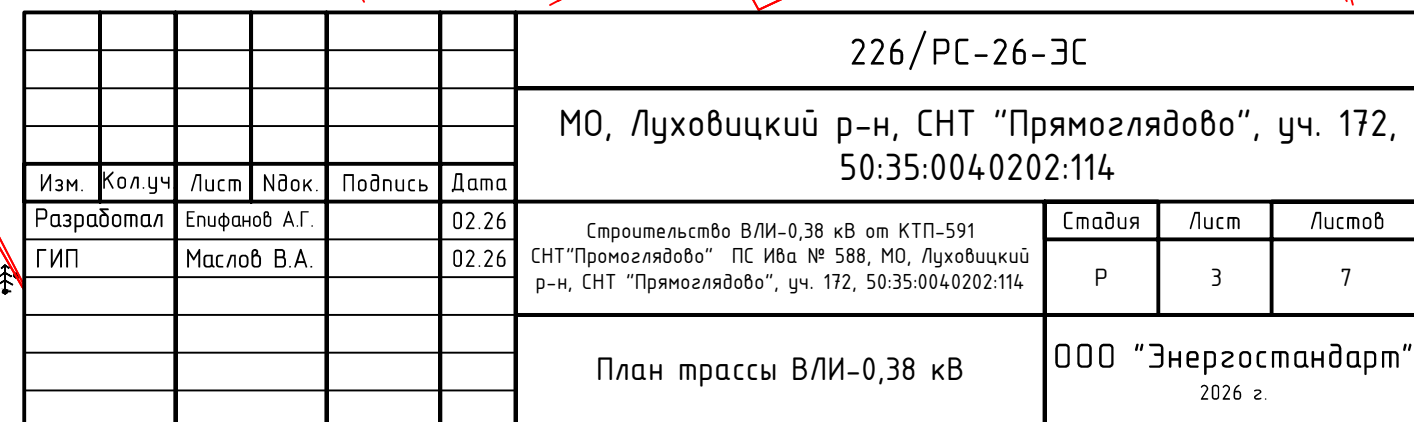 226/РС-26-ЭС
МО, Луховицкий р-н, СНТ "Прямоглядово", уч. 172,
50:35:0040202:114
Изм. Кол.уч Лист Nдок. Подпись Дата
Разработал Епифанов А.Г. 02.26
ГИП Маслов В.А. 02.26
Строительство ВЛИ-0,38 кВ от КТП-591
СНТ"Промоглядово" ПС Ива № 588, МО, Луховицкий
р-н, СНТ "Прямоглядово", уч. 172, 50:35:0040202:114
Стадия Лист Листов
Р 3 7
План трассы ВЛИ-0,38 кВ
ООО "Энергостандарт"
2026 г.